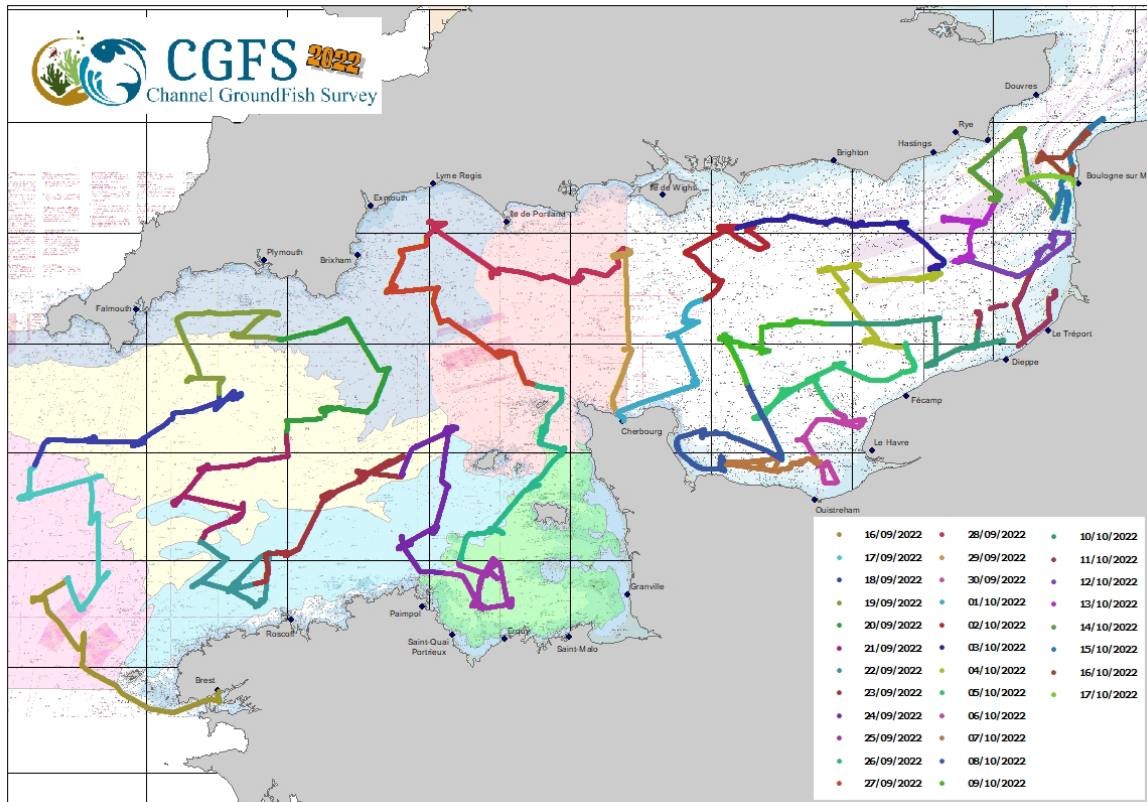 CGFS 2022
Channel GroundFish Survey
Douvres
Rye
Hastings
Brighton
Boulogne sur M
Lyme Regis
Ile de Wight
Exmouth
Ile de Portland
Brixham
Plymouth
Falmouth
Le Tréport
Dieppe
Fécamp
Cherbourg
Le Havre
Ouistreham
Granville
Paimpol
Roscoff
Saint-Quai
Portrieux
Erquy
Saint-Malo
Brest
16/09/2022
17/09/2022
18/09/2022
19/09/2022
20/09/2022
21/09/2022
22/09/2022
23/09/2022
24/09/2022
25/09/2022
26/09/2022
27/09/2022
28/09/2022
29/09/2022
30/09/2022
01/10/2022
02/10/2022
03/10/2022
04/10/2022
05/10/2022
06/10/2022
07/10/2022
08/10/2022
09/10/2022
10/10/2022
11/10/2022
12/10/2022
13/10/2022
14/10/2022
15/10/2022
16/10/2022
17/10/2022